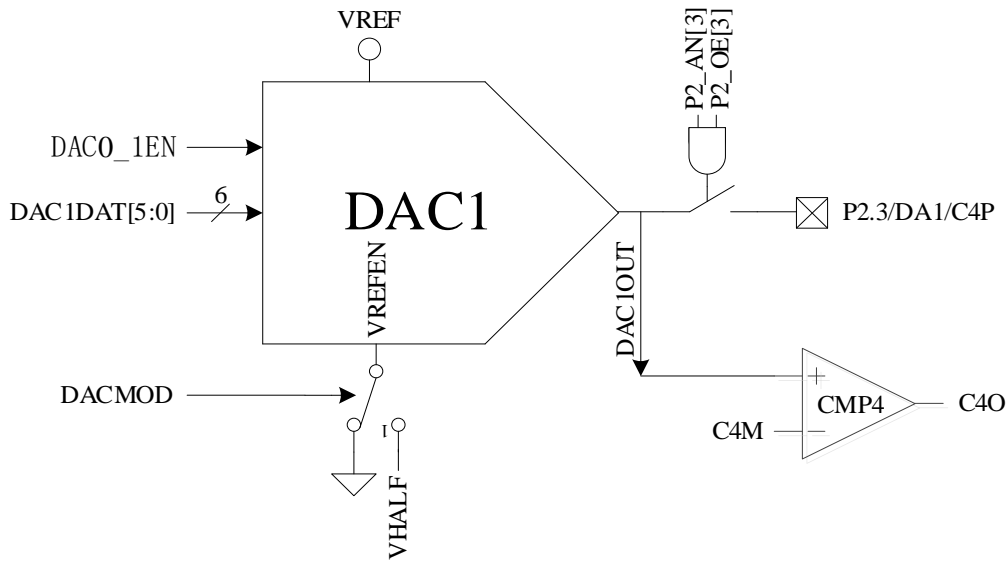 VREF
P2_AN[3]
P2_OE[3]
DAC0_1EN
DAC1DAT[5:0]
6
DAC1
P2.3/DA1/C4P
VREFEN
DAC1OUT
DACMOD
+
CMP4
C4O
C4M
1
VHALF